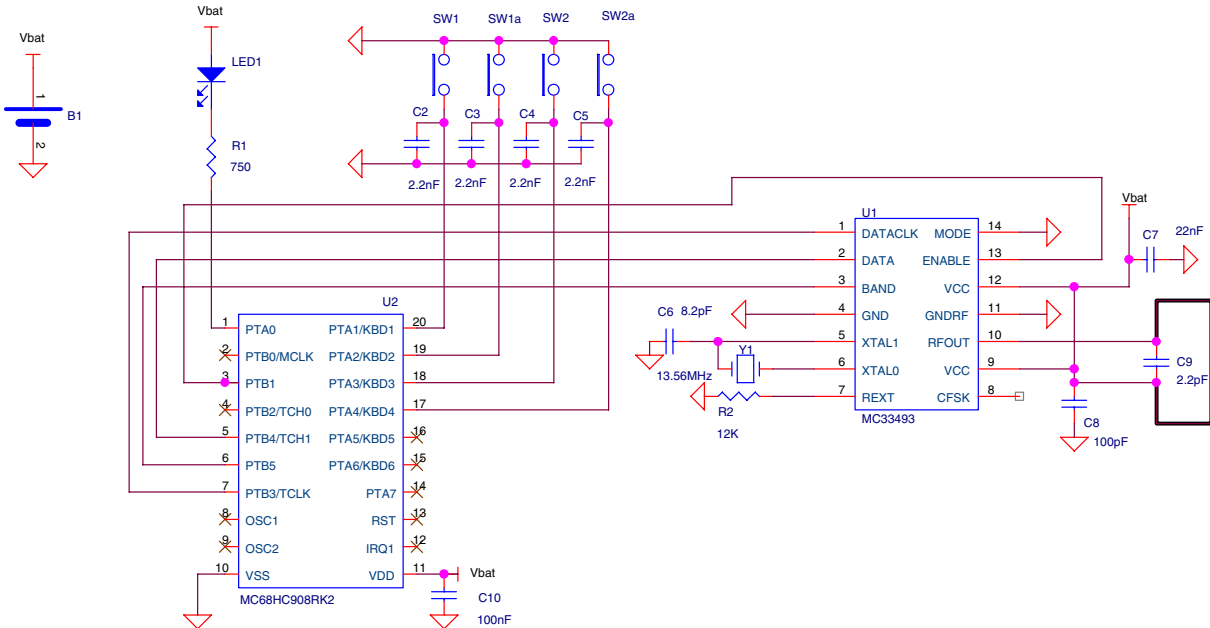 Vbat
1
B1
2
Vbat
LED1
R1
750
SW1 SW1a SW2 SW2a
C2 C3 C4 C5
2.2nF 2.2nF 2.2nF 2.2nF
U2
1 PTA0 PTA1/KBD1 20
2 PTB0/MCLK PTA2/KBD2 19
3 PTB1 PTA3/KBD3 18
4 PTB2/TCH0 PTA4/KBD4 17
5 PTB4/TCH1 PTA5/KBD5 16
6 PTB5 PTA6/KBD6 15
7 PTB3/TCLK PTA7 14
8 OSC1 RST 13
9 OSC2 IRQ1 12
10 VSS VDD 11
MC68HC908RK2
Vbat
C10
100nF
U1
1 DATACLK MODE 14
2 DATA ENABLE 13
3 BAND VCC 12
4 GND GNDRF 11
5 XTAL1 RFOUT 10
6 XTAL0 VCC 9
7 REXT CFSK 8
MC33493
C6 8.2pF
Y1
13.56MHz
R2
12K
Vbat
C7 22nF
C9
2.2pF
C8
100pF